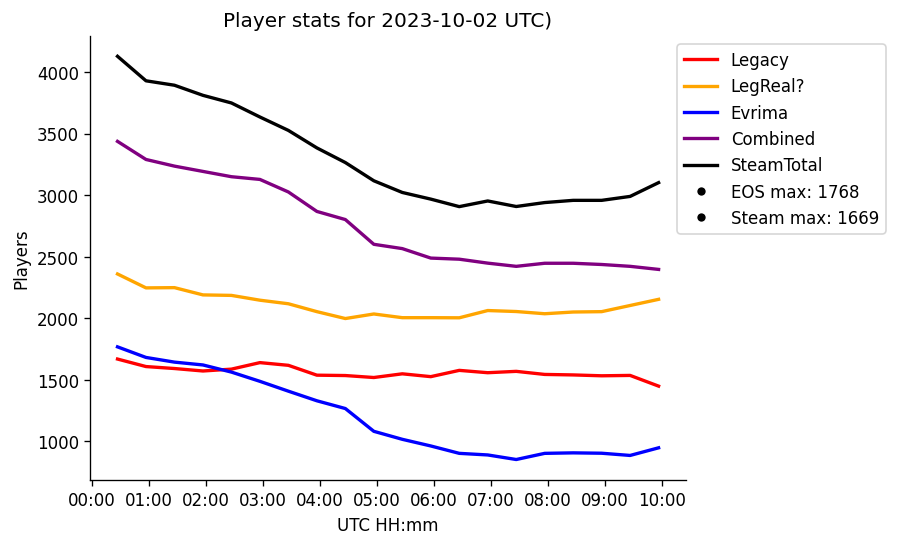 Player stats for 2023-10-02 UTC)
Legacy
LegReal?
Evrima
Combined
SteamTotal
EOS max: 1768
Steam max: 1669
Players
4000
3500
3000
2500
2000
1500
1000
00:00 01:00 02:00 03:00 04:00 05:00 06:00 07:00 08:00 09:00 10:00
UTC HH:mm